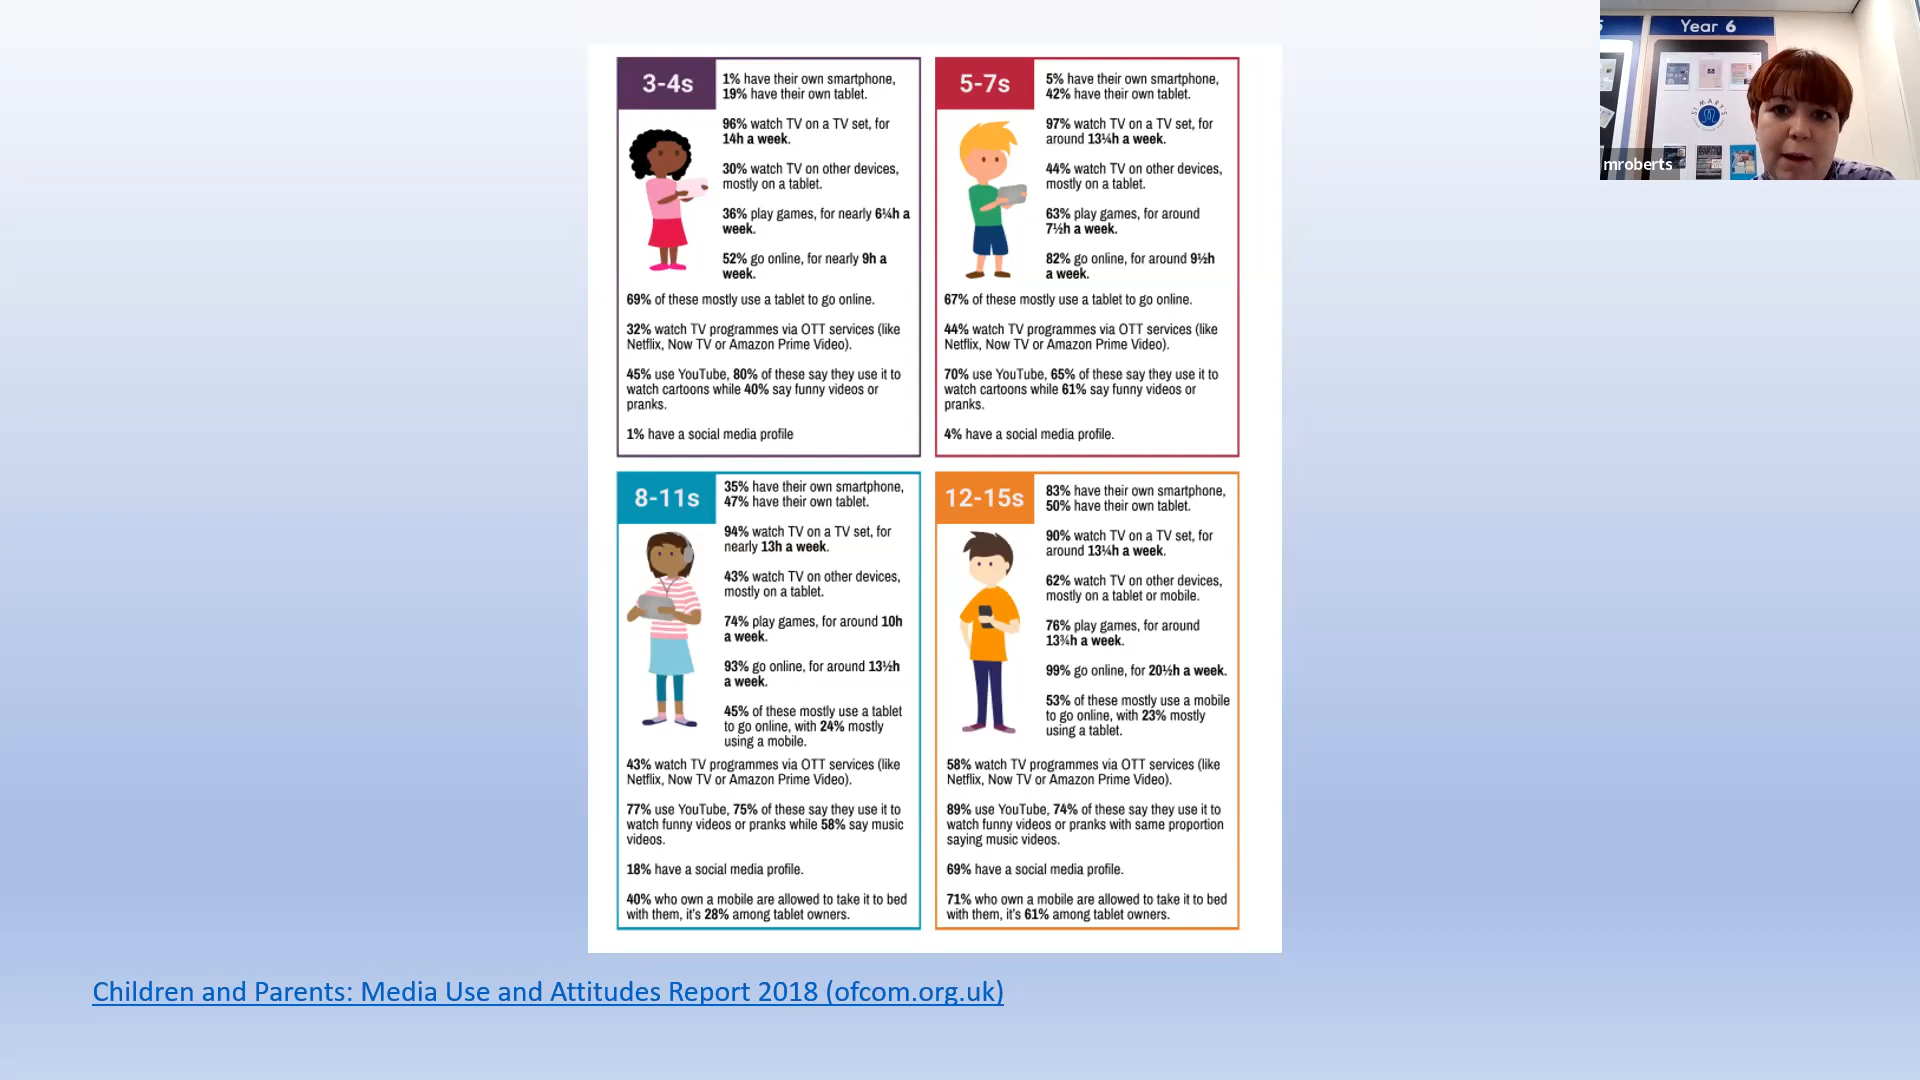 3-4s
1% have their own smartphone,
19% have their own tablet.
96% watch TV on a TV set, for
14h a week.
30% watch TV on other devices,
mostly on a tablet.
36% play games, for nearly 6¼h a
week.
52% go online, for nearly 9h a
week.
69% of these mostly use a tablet to go online.
32% watch TV programmes via OTT services (like
Netflix, Now TV or Amazon Prime Video).
45% use YouTube, 80% of these say they use it to
watch cartoons while 40% say funny videos or
pranks.
1% have a social media profile
5-7s
5% have their own smartphone,
42% have their own tablet.
97% watch TV on a TV set, for
around 13¼h a week.
44% watch TV on other devices,
mostly on a tablet.
63% play games, for around
7½h a week.
82% go online, for around 9½h
a week.
67% of these mostly use a tablet to go online.
44% watch TV programmes via OTT services (like
Netflix, Now TV or Amazon Prime Video).
70% use YouTube, 65% of these say they use it to
watch cartoons while 61% say funny videos or
pranks.
4% have a social media profile.
8-11s
35% have their own smartphone,
47% have their own tablet.
94% watch TV on a TV set, for
nearly 13h a week.
43% watch TV on other devices,
mostly on a tablet.
74% play games, for around 10h
a week.
93% go online, for around 13½h
a week.
45% of these mostly use a tablet
to go online, with 24% mostly
using a mobile.
43% watch TV programmes via OTT services (like
Netflix, Now TV or Amazon Prime Video).
77% use YouTube, 75% of these say they use it to
watch funny videos or pranks while 58% say music
videos.
18% have a social media profile.
40% who own a mobile are allowed to take it to bed
with them, it's 28% among tablet owners.
12-15s
83% have their own smartphone,
50% have their own tablet.
90% watch TV on a TV set, for
around 13¼h a week.
62% watch TV on other devices,
mostly on a tablet or mobile.
76% play games, for around
13¾h a week.
99% go online, for 20½h a week.
53% of these mostly use a mobile
to go online, with 23% mostly
using a tablet.
58% watch TV programmes via OTT services (like
Netflix, Now TV or Amazon Prime Video).
89% use YouTube, 74% of these say they use it to
watch funny videos or pranks with same proportion
saying music videos.
69% have a social media profile.
71% who own a mobile are allowed to take it to bed
with them, it's 61% among tablet owners.
Children and Parents: Media Use and Attitudes Report 2018 (ofcom.org.uk)
Year 6
ST MARY'S
mroberts